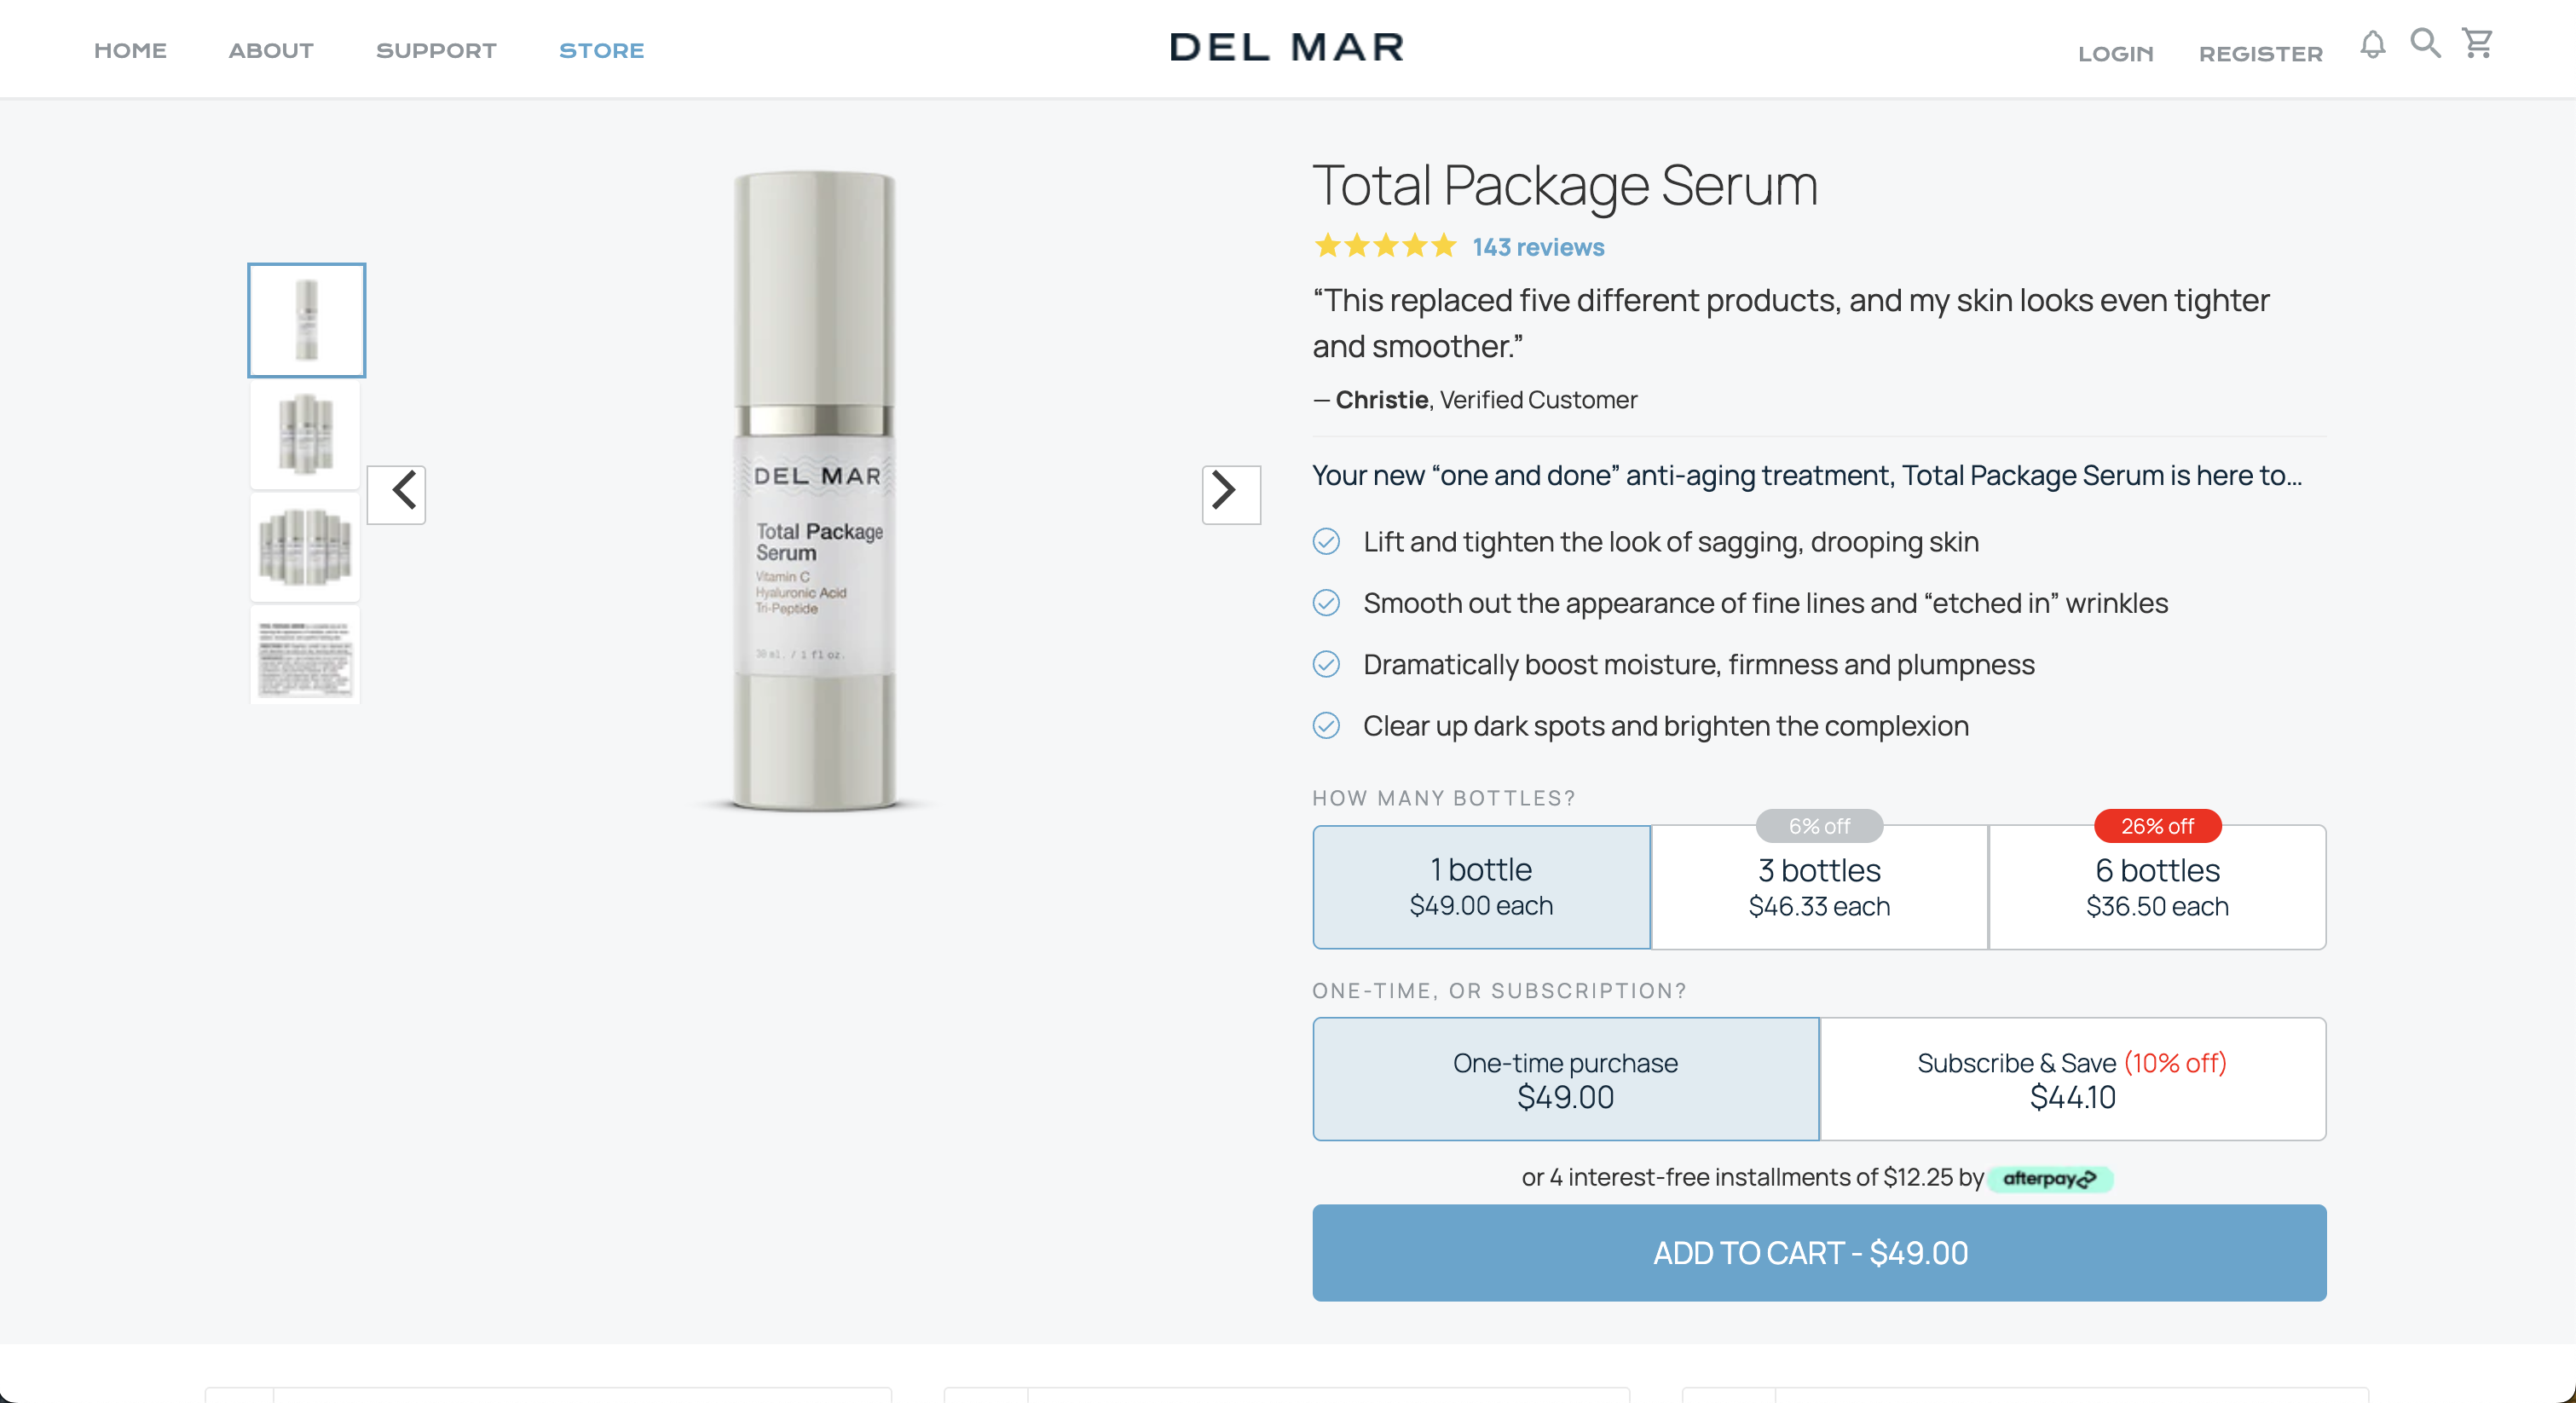 HOME
ABOUT
SUPPORT
STORE
DEL MAR
LOGIN
REGISTER
DEL MAR
Total Package
Serum
Vitamin C
Hyaluronic Acid
Tri-Peptide
30 ml. / 1 fl oz.
Total Package Serum
143 reviews
“This replaced five different products, and my skin looks even tighter
and smoother.”
— Christie, Verified Customer
Your new “one and done” anti-aging treatment, Total Package Serum is here to...
Lift and tighten the look of sagging, drooping skin
Smooth out the appearance of fine lines and “etched in” wrinkles
Dramatically boost moisture, firmness and plumpness
Clear up dark spots and brighten the complexion
HOW MANY BOTTLES?
1 bottle
$49.00 each
6% off
3 bottles
$46.33 each
26% off
6 bottles
$36.50 each
ONE-TIME, OR SUBSCRIPTION?
One-time purchase
$49.00
Subscribe & Save (10% off)
$44.10
or 4 interest-free installments of $12.25 by afterpay
ADD TO CART - $49.00